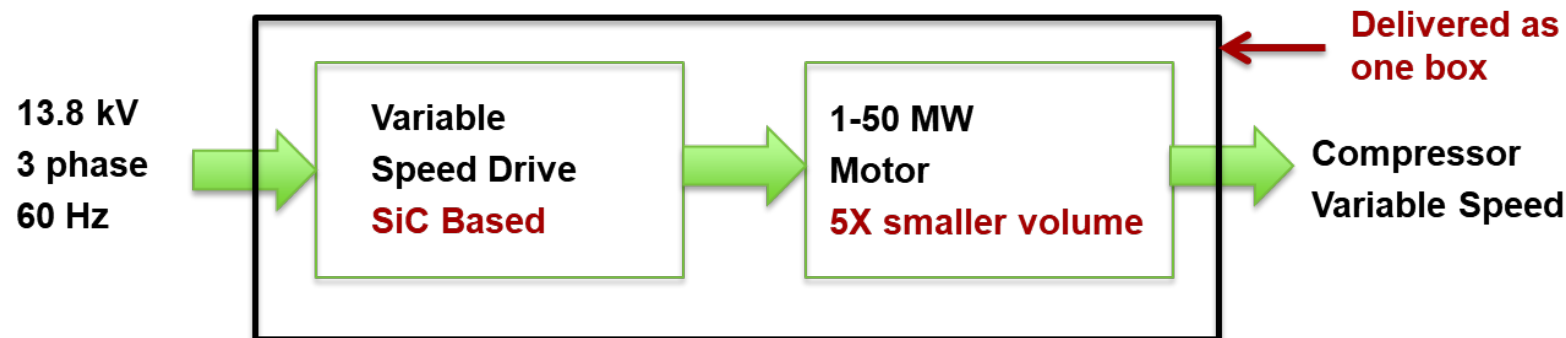 13.8 kV
3 phase
60 Hz
Variable
Speed Drive
SiC Based
1-50 MW
Motor
5X smaller volume
Delivered as
one box
Compressor
Variable Speed